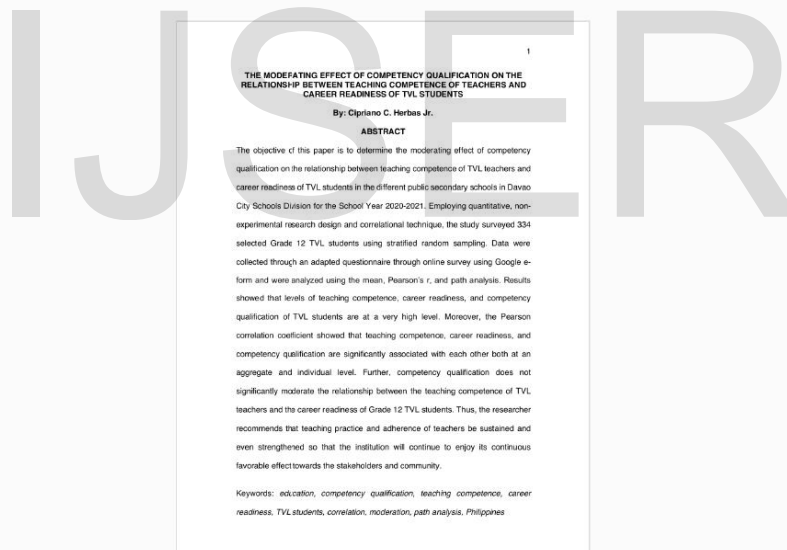 IJSER
1
THE MODERATING EFFECT OF COMPETENCY QUALIFICATION ON THE
RELATIONSHIP BETWEEN TEACHING COMPETENCE OF TEACHERS AND
CAREER READINESS OF TVL STUDENTS
By: Cipriano C. Herbas Jr.
ABSTRACT
The objective of this paper is to determine the moderating effect of competency
qualification on the relationship between teaching competence of TVL teachers and
career readiness of TVL students in the different public secondary schools in Davao
City Schools Division for the School Year 2020-2021. Employing quantitative, non-
experimental research design and correlational technique, the study surveyed 334
selected Grade 12 TVL students using stratified random sampling. Data were
collected through an adapted questionnaire through online survey using Google e-
form and were analyzed using the mean, Pearson's r, and path analysis. Results
showed that levels of teaching competence, career readiness, and competency
qualification of TVL students are at a very high level. Moreover, the Pearson
correlation coefficient showed that teaching competence, career readiness, and
competency qualification are significantly associated with each other both at an
aggregate and individual level. Further, competency qualification does not
significantly moderate the relationship between the teaching competence of TVL
teachers and the career readiness of Grade 12 TVL students. Thus, the researcher
recommends that teaching practice and adherence of teachers be sustained and
even strengthened so that the institution will continue to enjoy its continuous
favorable effect towards the stakeholders and community.
Keywords: education, competency qualification, teaching competence, career
readiness, TVL students, correlation, moderation, path analysis, Philippines